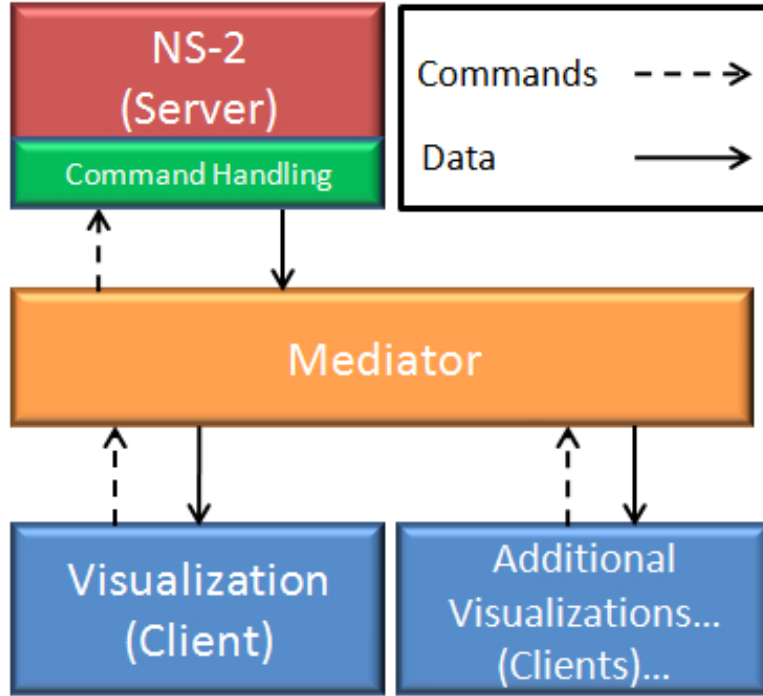 NS-2
(Server)
Command Handling
Commands
Data
Mediator
Visualization
(Client)
Additional
Visualizations...
(Clients)...